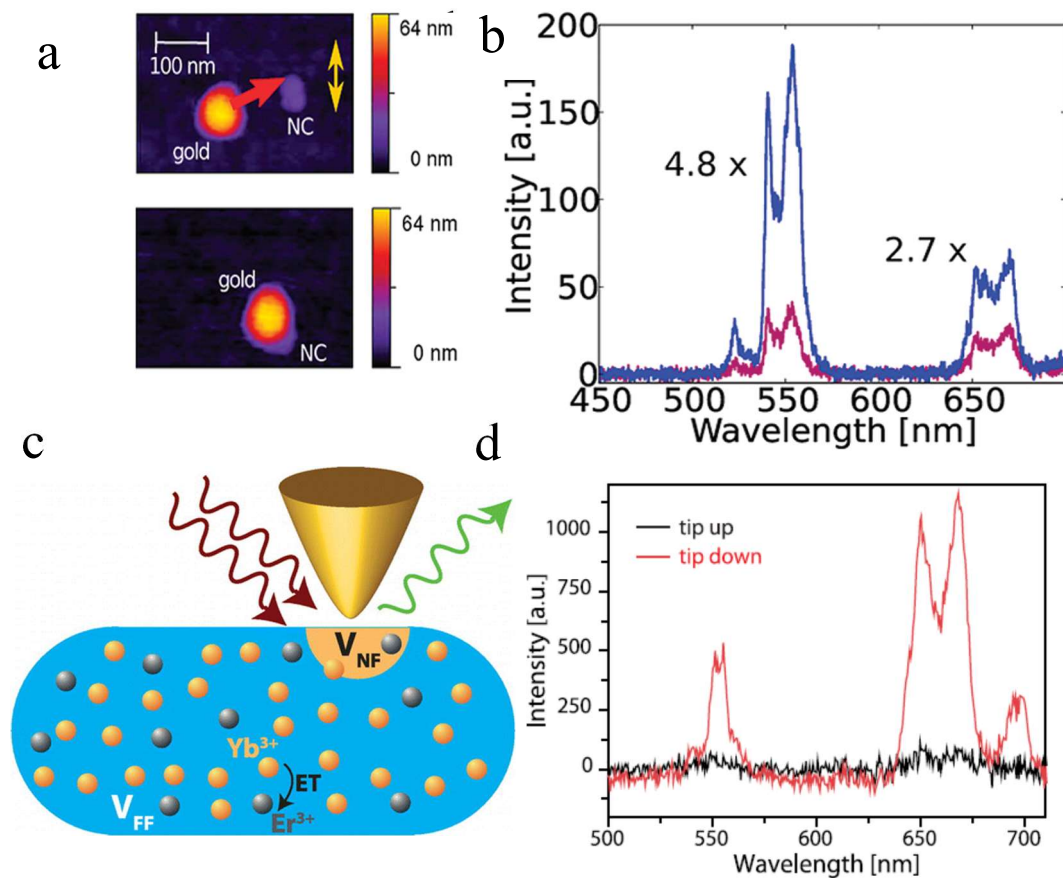 a
100 nm
gold
NC
64 nm
0 nm
gold
NC
64 nm
0 nm
b
Intensity [a.u.]
200
150
100
50
0
4.8 x
2.7 x
450 500 550 600 650
Wavelength [nm]
c
V NF
Yb³⁺
ET
Er³⁺
V FF
d
tip up
tip down
Intensity [a.u.]
1000
750
500
250
0
500 550 600 650 700
Wavelength [nm]